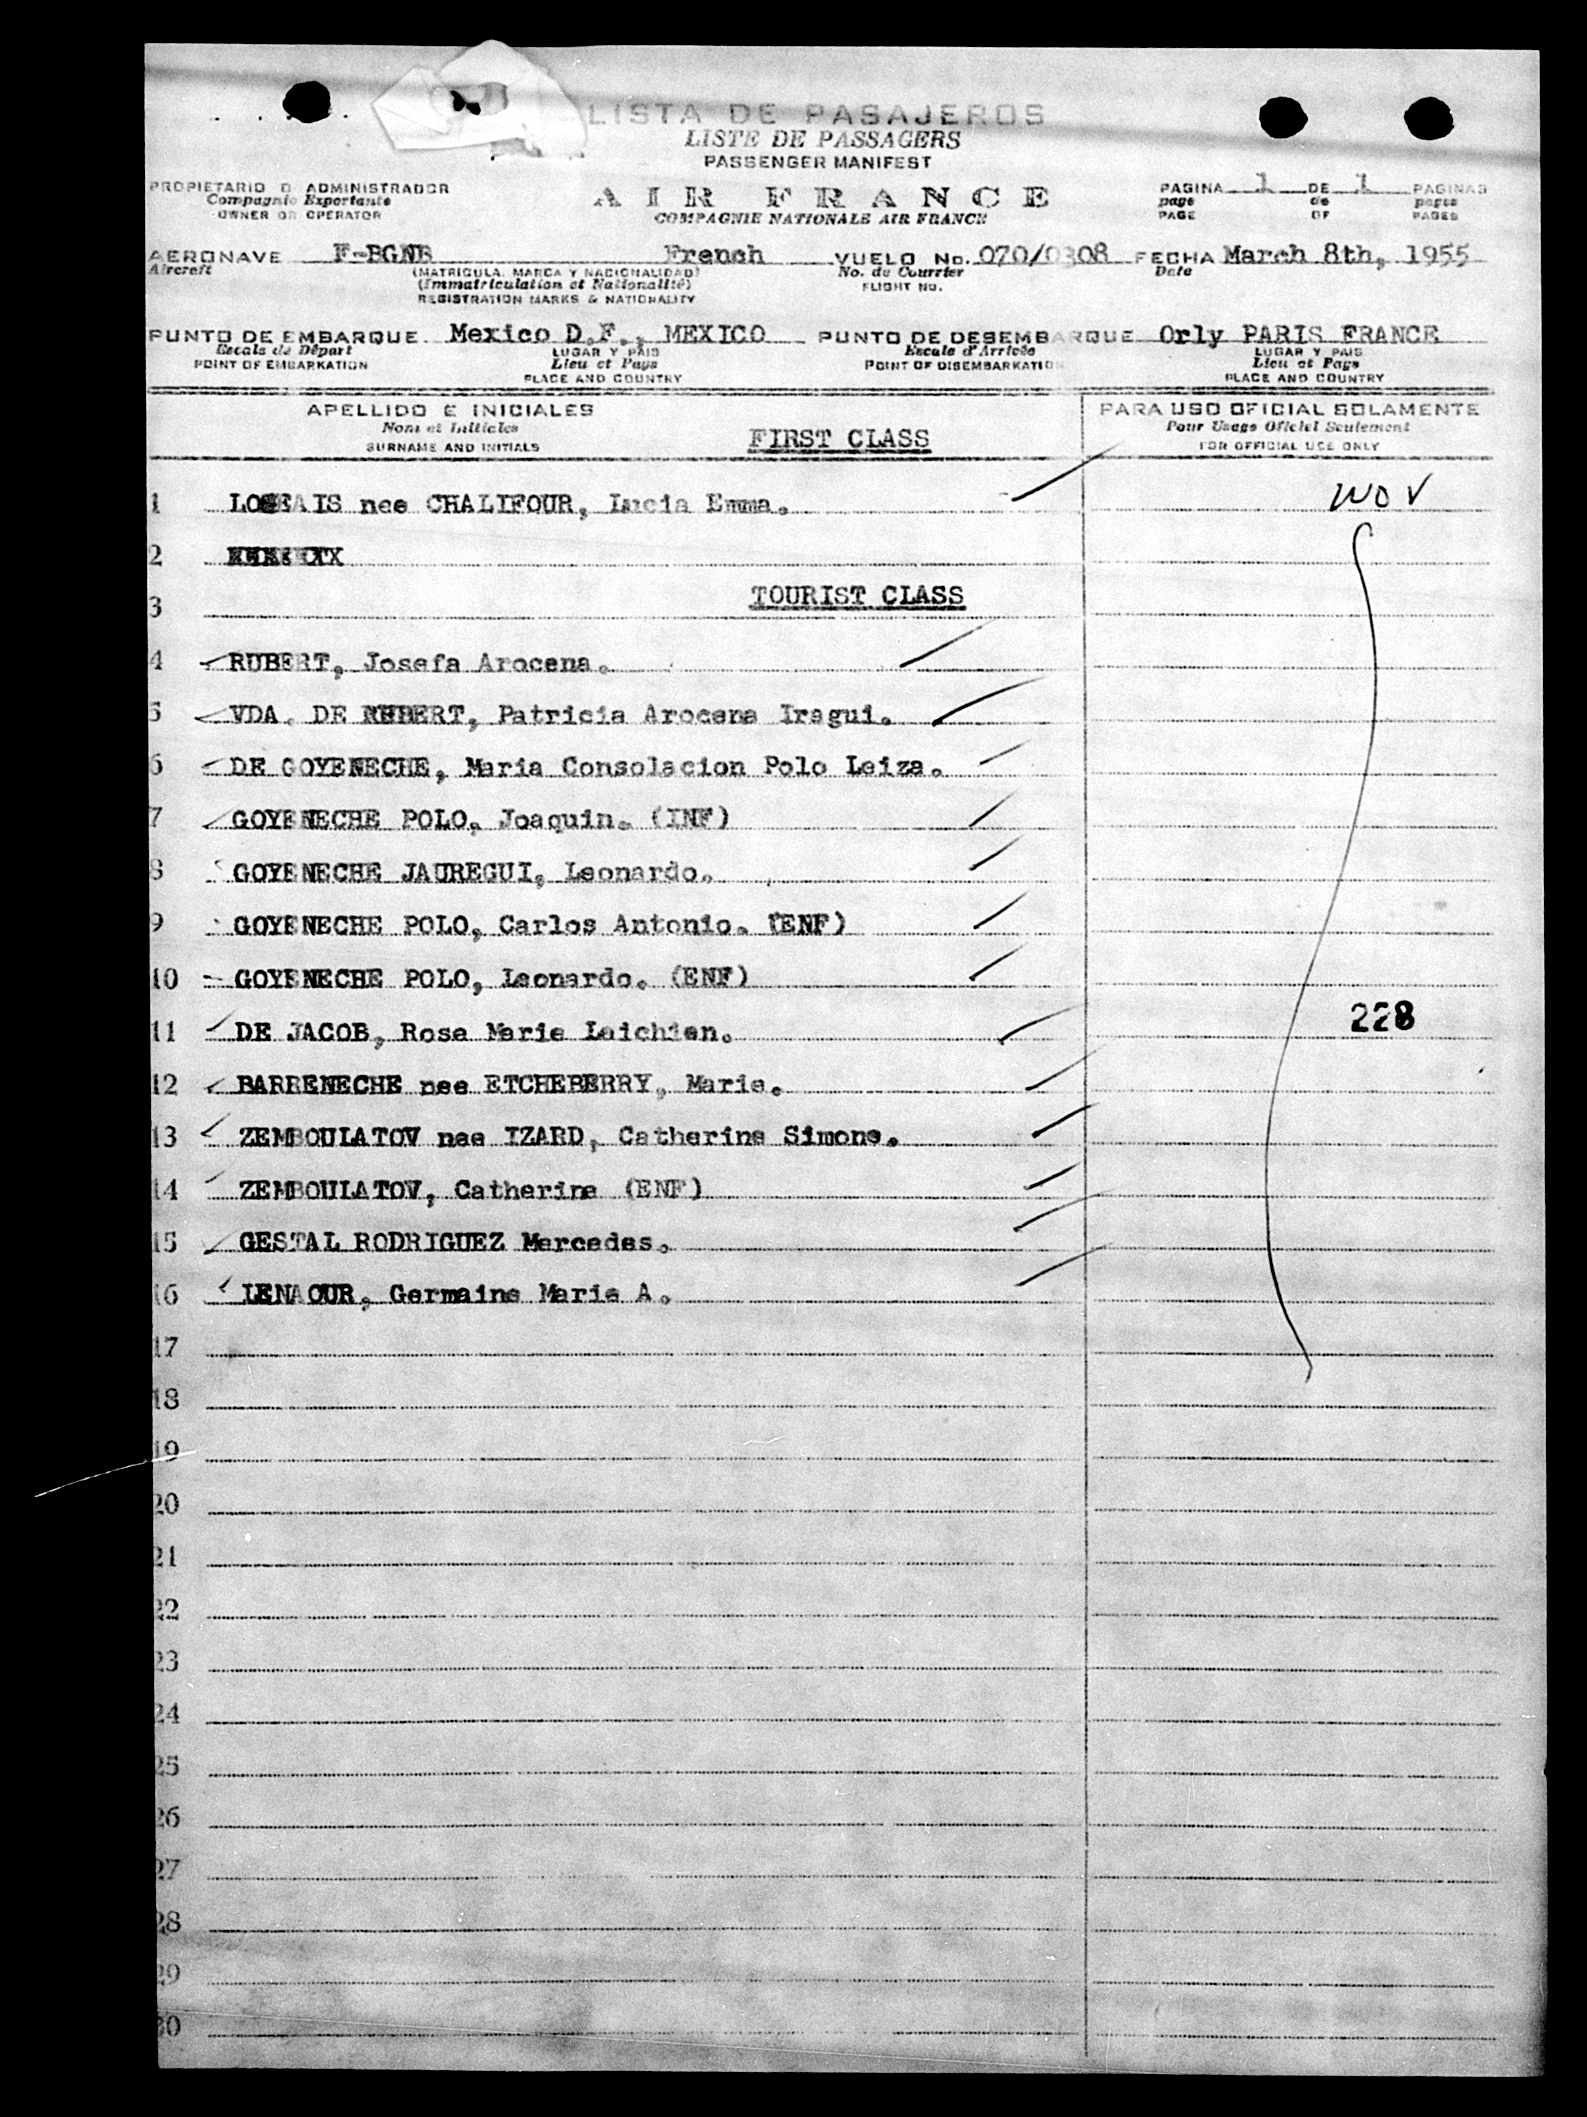 LISTA DE PASAJEROS
LISTE DE PASSAGERS
PASSENGER MANIFEST
PROPIETARIO O ADMINISTRADOR
Compagnie Exportante
OWNER OR OPERATOR
AIR FRANCE
COMPAGNIE NATIONALE AIR FRANCE
PAGINA 1 DE 1 PAGINAS
page de pages
PAGE OF PAGES
AERONAVE F-BGNB French VUELO No. 070/0308 FECHA March 8th, 1955
Aircraft (MATRICULA, MARCA Y NACIONALIDAD) No. du Courrier Date
(Immatriculation et Nationalité) FLIGHT NO.
REGISTRATION MARKS & NATIONALITY
PUNTO DE EMBARQUE Mexico D.F., MEXICO PUNTO DE DESEMBARQUE Orly PARIS FRANCE
Escale de Départ LUGAR Y PAIS Escale d'Arrivée LUGAR Y PAIS
POINT OF EMBARKATION Lieu et Pays POINT OF DISEMBARKATION Lieu et Pays
PLACE AND COUNTRY PLACE AND COUNTRY
APELLIDO E INICIALES PARA USO OFICIAL SOLAMENTE
Nom et Initiales FIRST CLASS Pour Usage Oficiel Seulement
SURNAME AND INITIALS FOR OFFICIAL USE ONLY
1 nee CHALIFOUR, Lucia Emma. WOV
2
3 TOURIST CLASS
4 RUBERT, Josefa Arocena.
5 VDA. DE RUBERT, Patricia Arocena Iragui.
6 DE GOYENECHE, Maria Consolacion Polo Leiza.
7 GOYENECHE POLO, Joaquin. (INF)
8 GOYENECHE JAUREGUI, Leonardo.
9 GOYENECHE POLO, Carlos Antonio. (ENF)
10 GOYENECHE POLO, Leonardo. (ENF)
228
11 DE JACOB, Rosa Marie Laichien.
12 BARRENECHE nee ETCHEBERRY, Marie.
13 ZEMBOULATOV nee IZARD, Catherine Simone.
14 ZEMBOULATOV, Catherine (ENF)
15 GESTAL RODRIGUEZ Mercedes.
16 LENAOUR, Germaine Marie A.
17
18
19
20
21
22
23
24
25
26
27
28
29
30